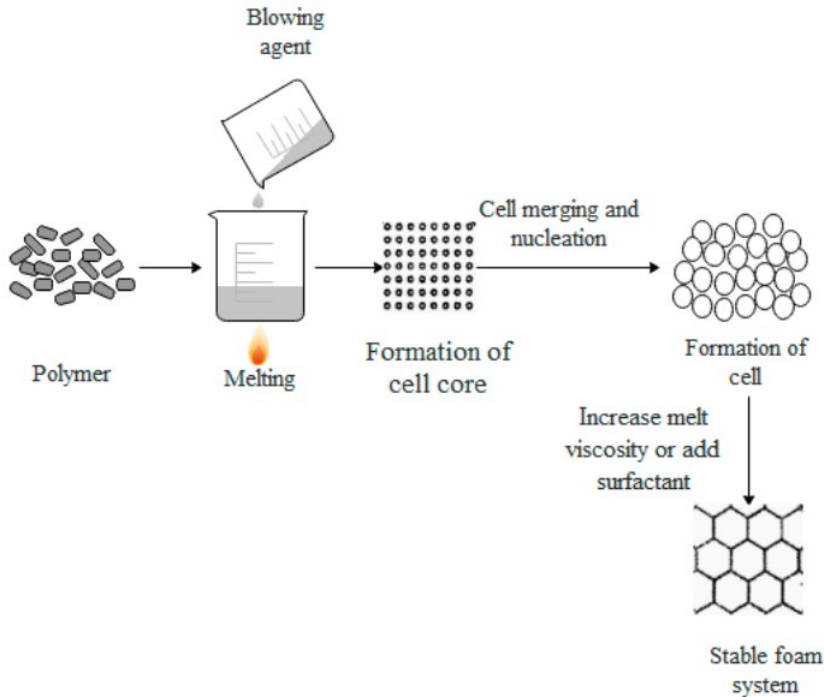 Blowing
agent
Cell merging and
nucleation
Polymer
Melting
Formation of
cell core
Formation of
cell
Increase melt
viscosity or add
surfactant
Stable foam
system